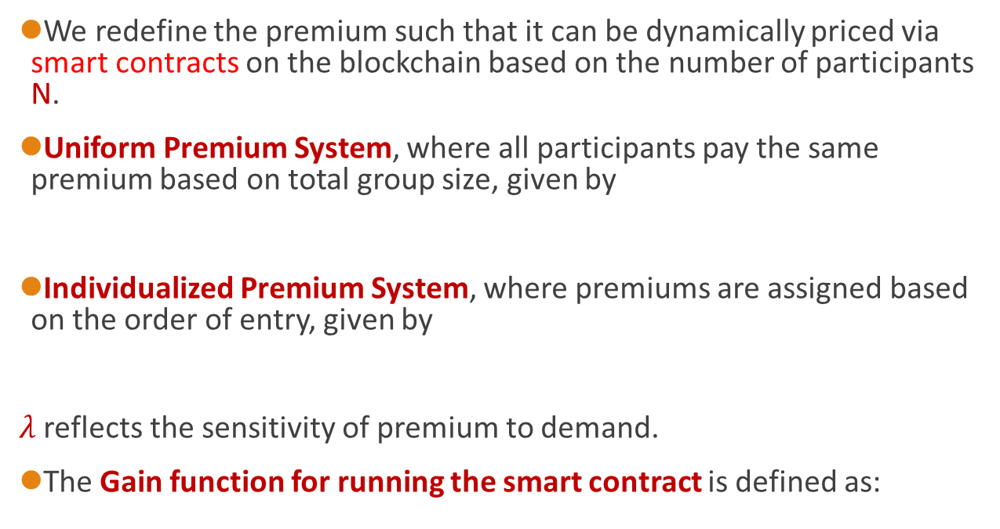 ●We redefine the premium such that it can be dynamically priced via
smart contracts on the blockchain based on the number of participants
N.
●Uniform Premium System, where all participants pay the same
premium based on total group size, given by
●Individualized Premium System, where premiums are assigned based
on the order of entry, given by
𝜆 reflects the sensitivity of premium to demand.
●The Gain function for running the smart contract is defined as: